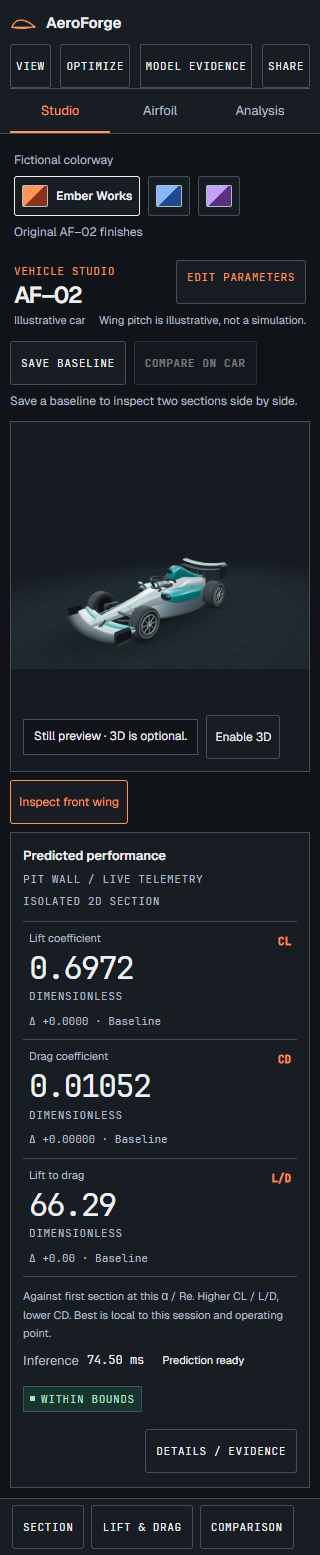 AeroForge
VIEW OPTIMIZE MODEL EVIDENCE SHARE
Studio Airfoil Analysis
Fictional colorway
Ember Works
Original AF–02 finishes
VEHICLE STUDIO
AF–02
EDIT PARAMETERS
Illustrative car Wing pitch is illustrative, not a simulation.
SAVE BASELINE COMPARE ON CAR
Save a baseline to inspect two sections side by side.
Still preview · 3D is optional. Enable 3D
Inspect front wing
Predicted performance
PIT WALL / LIVE TELEMETRY
ISOLATED 2D SECTION
Lift coefficient CL
0.6972
DIMENSIONLESS
Δ +0.0000 · Baseline
Drag coefficient CD
0.01052
DIMENSIONLESS
Δ +0.00000 · Baseline
Lift to drag L/D
66.29
DIMENSIONLESS
Δ +0.00 · Baseline
Against first section at this α / Re. Higher CL / L/D,
lower CD. Best is local to this session and operating
point.
Inference 74.50 ms Prediction ready
WITHIN BOUNDS
DETAILS / EVIDENCE
SECTION LIFT & DRAG COMPARISON